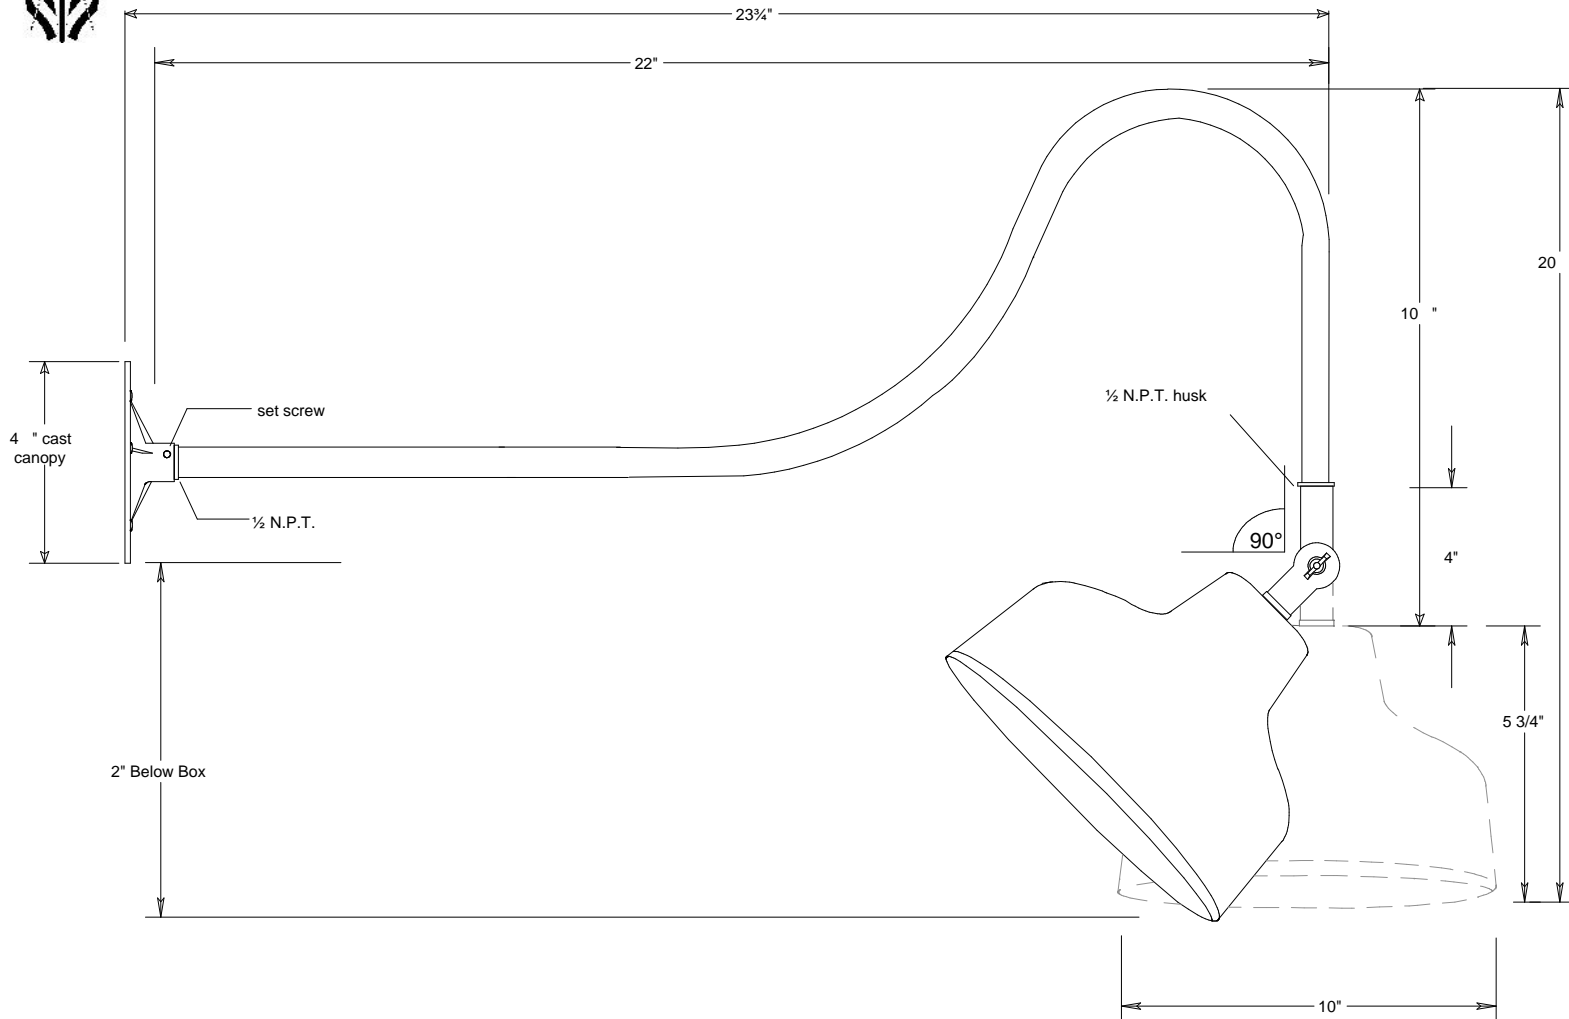 23¾"
22"
20
10 "
½ N.P.T. husk
set screw
4 " cast
canopy
½ N.P.T.
90°
4"
5 3/4"
2" Below Box
10"